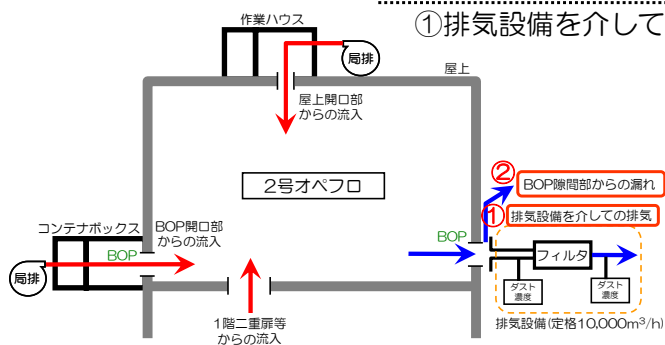 ①排気設備を介して
作業ハウス
局排
屋上
屋上開口部
からの流入
2号オペフロ
②
BOP隙間部からの漏れ
①
排気設備を介しての排気
コンテナボックス
BOP開口部
からの流入
BOP
局排
BOP
フィルタ
ダスト
濃度
ダスト
濃度
1階二重扉等
からの流入
排気設備(定格10,000m³/h)